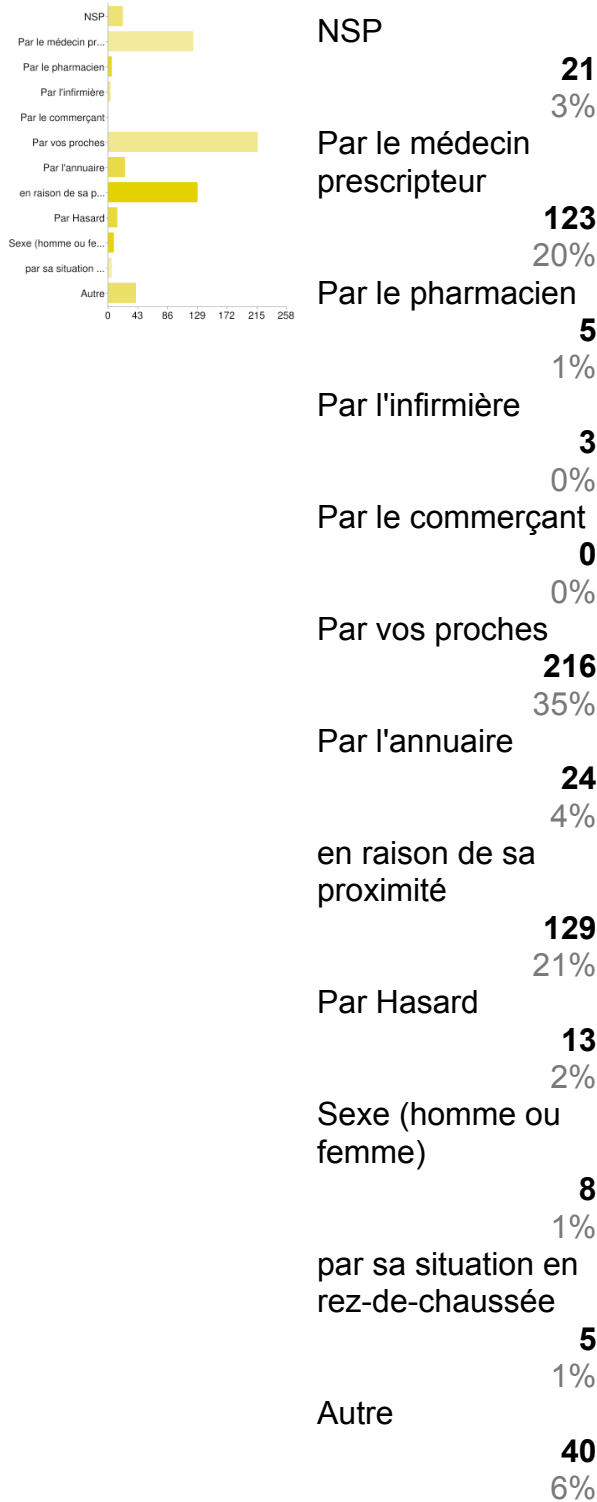 NSP
Par le médecin pr...
Par le pharmacien
Par l'infirmière
Par le commerçant
Par vos proches
Par l'annuaire
en raison de sa p...
Par Hasard
Sexe (homme ou fe...
par sa situation ...
Autre
0 43 86 129 172 215 258
NSP
21
3%
Par le médecin
prescripteur
123
20%
Par le pharmacien
5
1%
Par l'infirmière
3
0%
Par le commerçant
0
0%
Par vos proches
216
35%
Par l'annuaire
24
4%
en raison de sa
proximité
129
21%
Par Hasard
13
2%
Sexe (homme ou
femme)
8
1%
par sa situation en
rez-de-chaussée
5
1%
Autre
40
6%